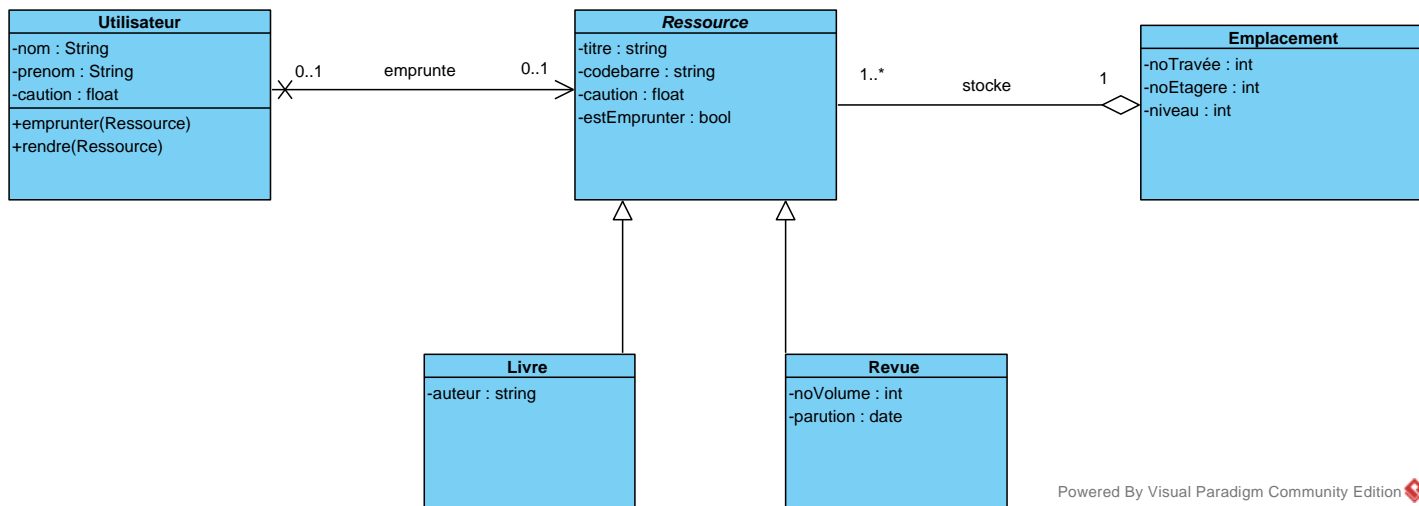 Utilisateur
-nom : String
-prenom : String
-caution : float
+emprunter(Ressource)
+rendre(Ressource)
0..1
emprunte
0..1
Ressource
-titre : string
-codebarre : string
-caution : float
-estEmprunter : bool
1..*
stocke
1
Emplacement
-noTravée : int
-noEtagere : int
-niveau : int
Livre
-auteur : string
Revue
-noVolume : int
-parution : date
Powered By Visual Paradigm Community Edition